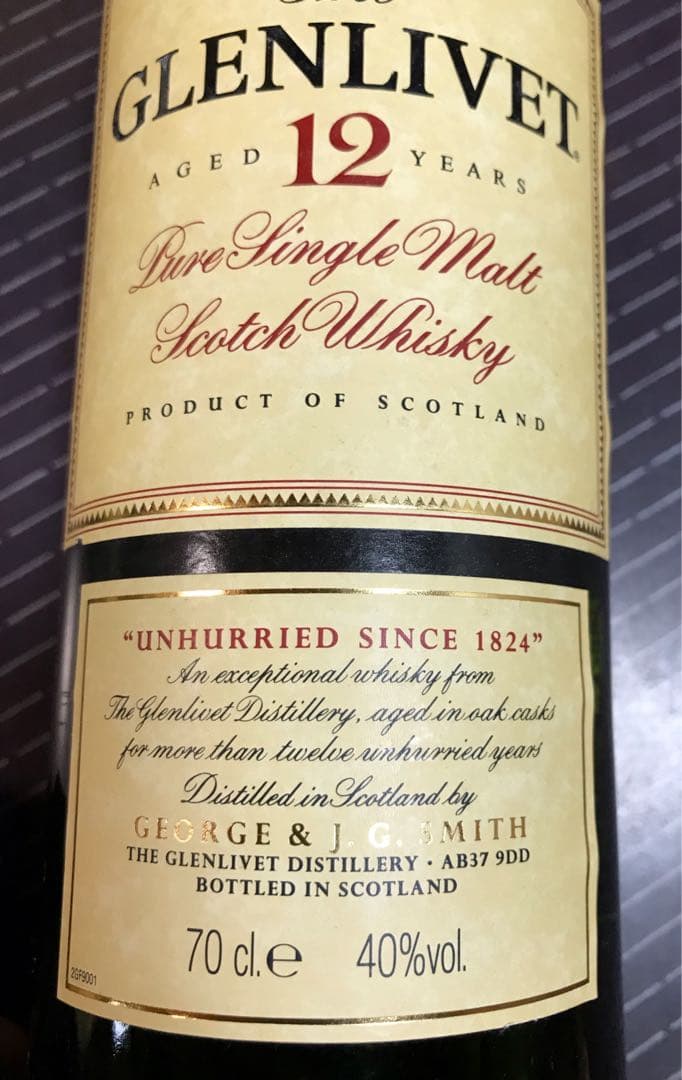 GLENLIVET
AGED 12 YEARS
Pure Single Malt
Scotch Whisky
PRODUCT OF SCOTLAND
“UNHURRIED SINCE 1824”
An exceptional whisky from
The Glenlivet Distillery, aged in oak casks
for more than twelve unhurried years
Distilled in Scotland by
GEORGE & J. G. SMITH
THE GLENLIVET DISTILLERY · AB37 9DD
BOTTLED IN SCOTLAND
70 cl. e 40%vol.
2GF9001